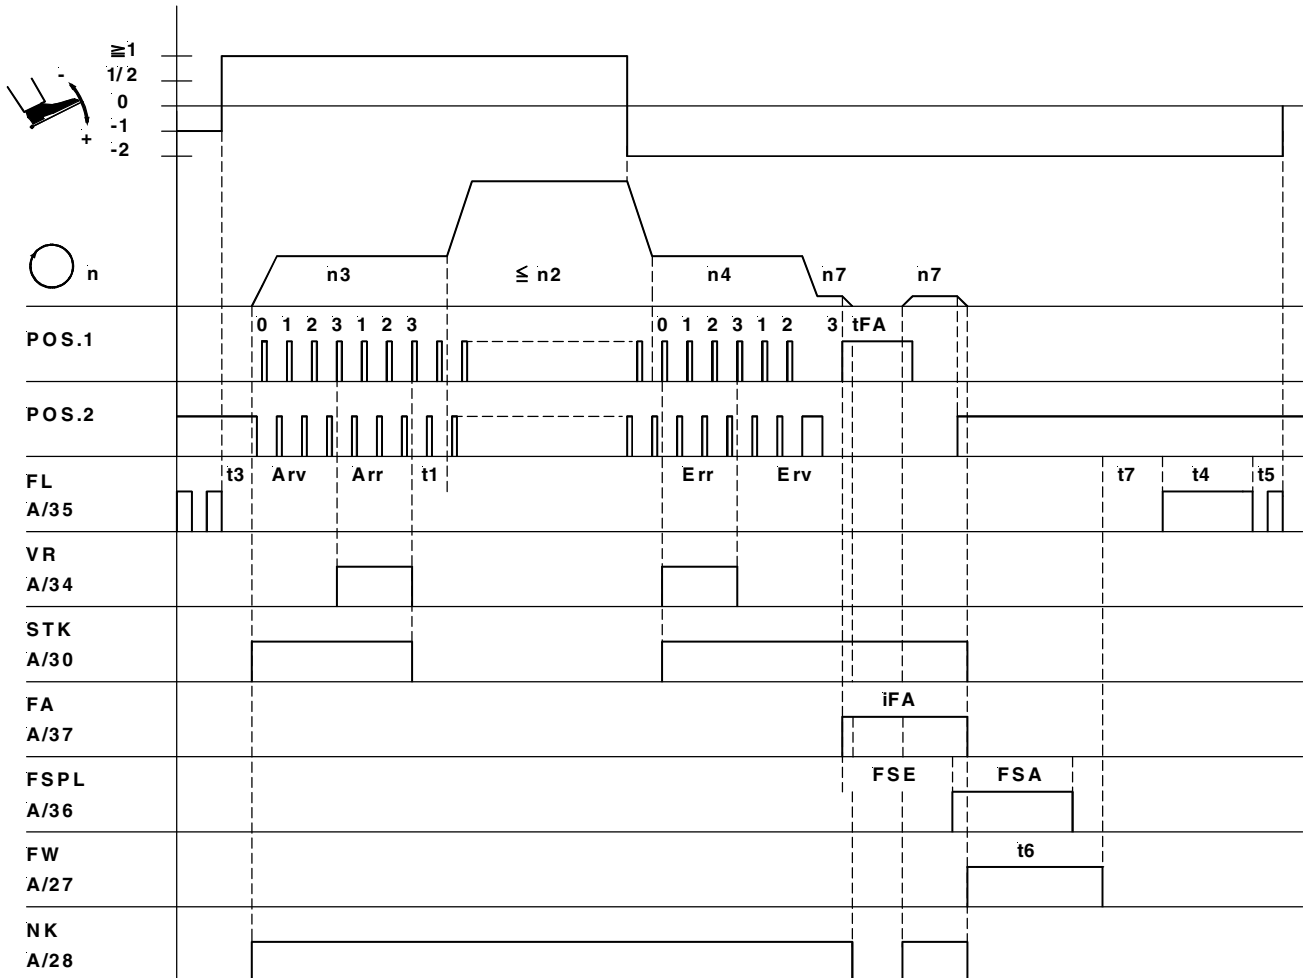 ≧1
1/2
0
-1
-2
-
+
n
n3
≦ n2
n4
n7
n7
POS.1
0 1 2 3 1 2 3
0 1 2 3 1 2 3 tFA
POS.2
FL
A/35
t3 Arv Arr t1
Err Erv
t7 t4 t5
VR
A/34
STK
A/30
FA
A/37
iFA
FSPL
A/36
FSE FSA
FW
A/27
t6
NK
A/28